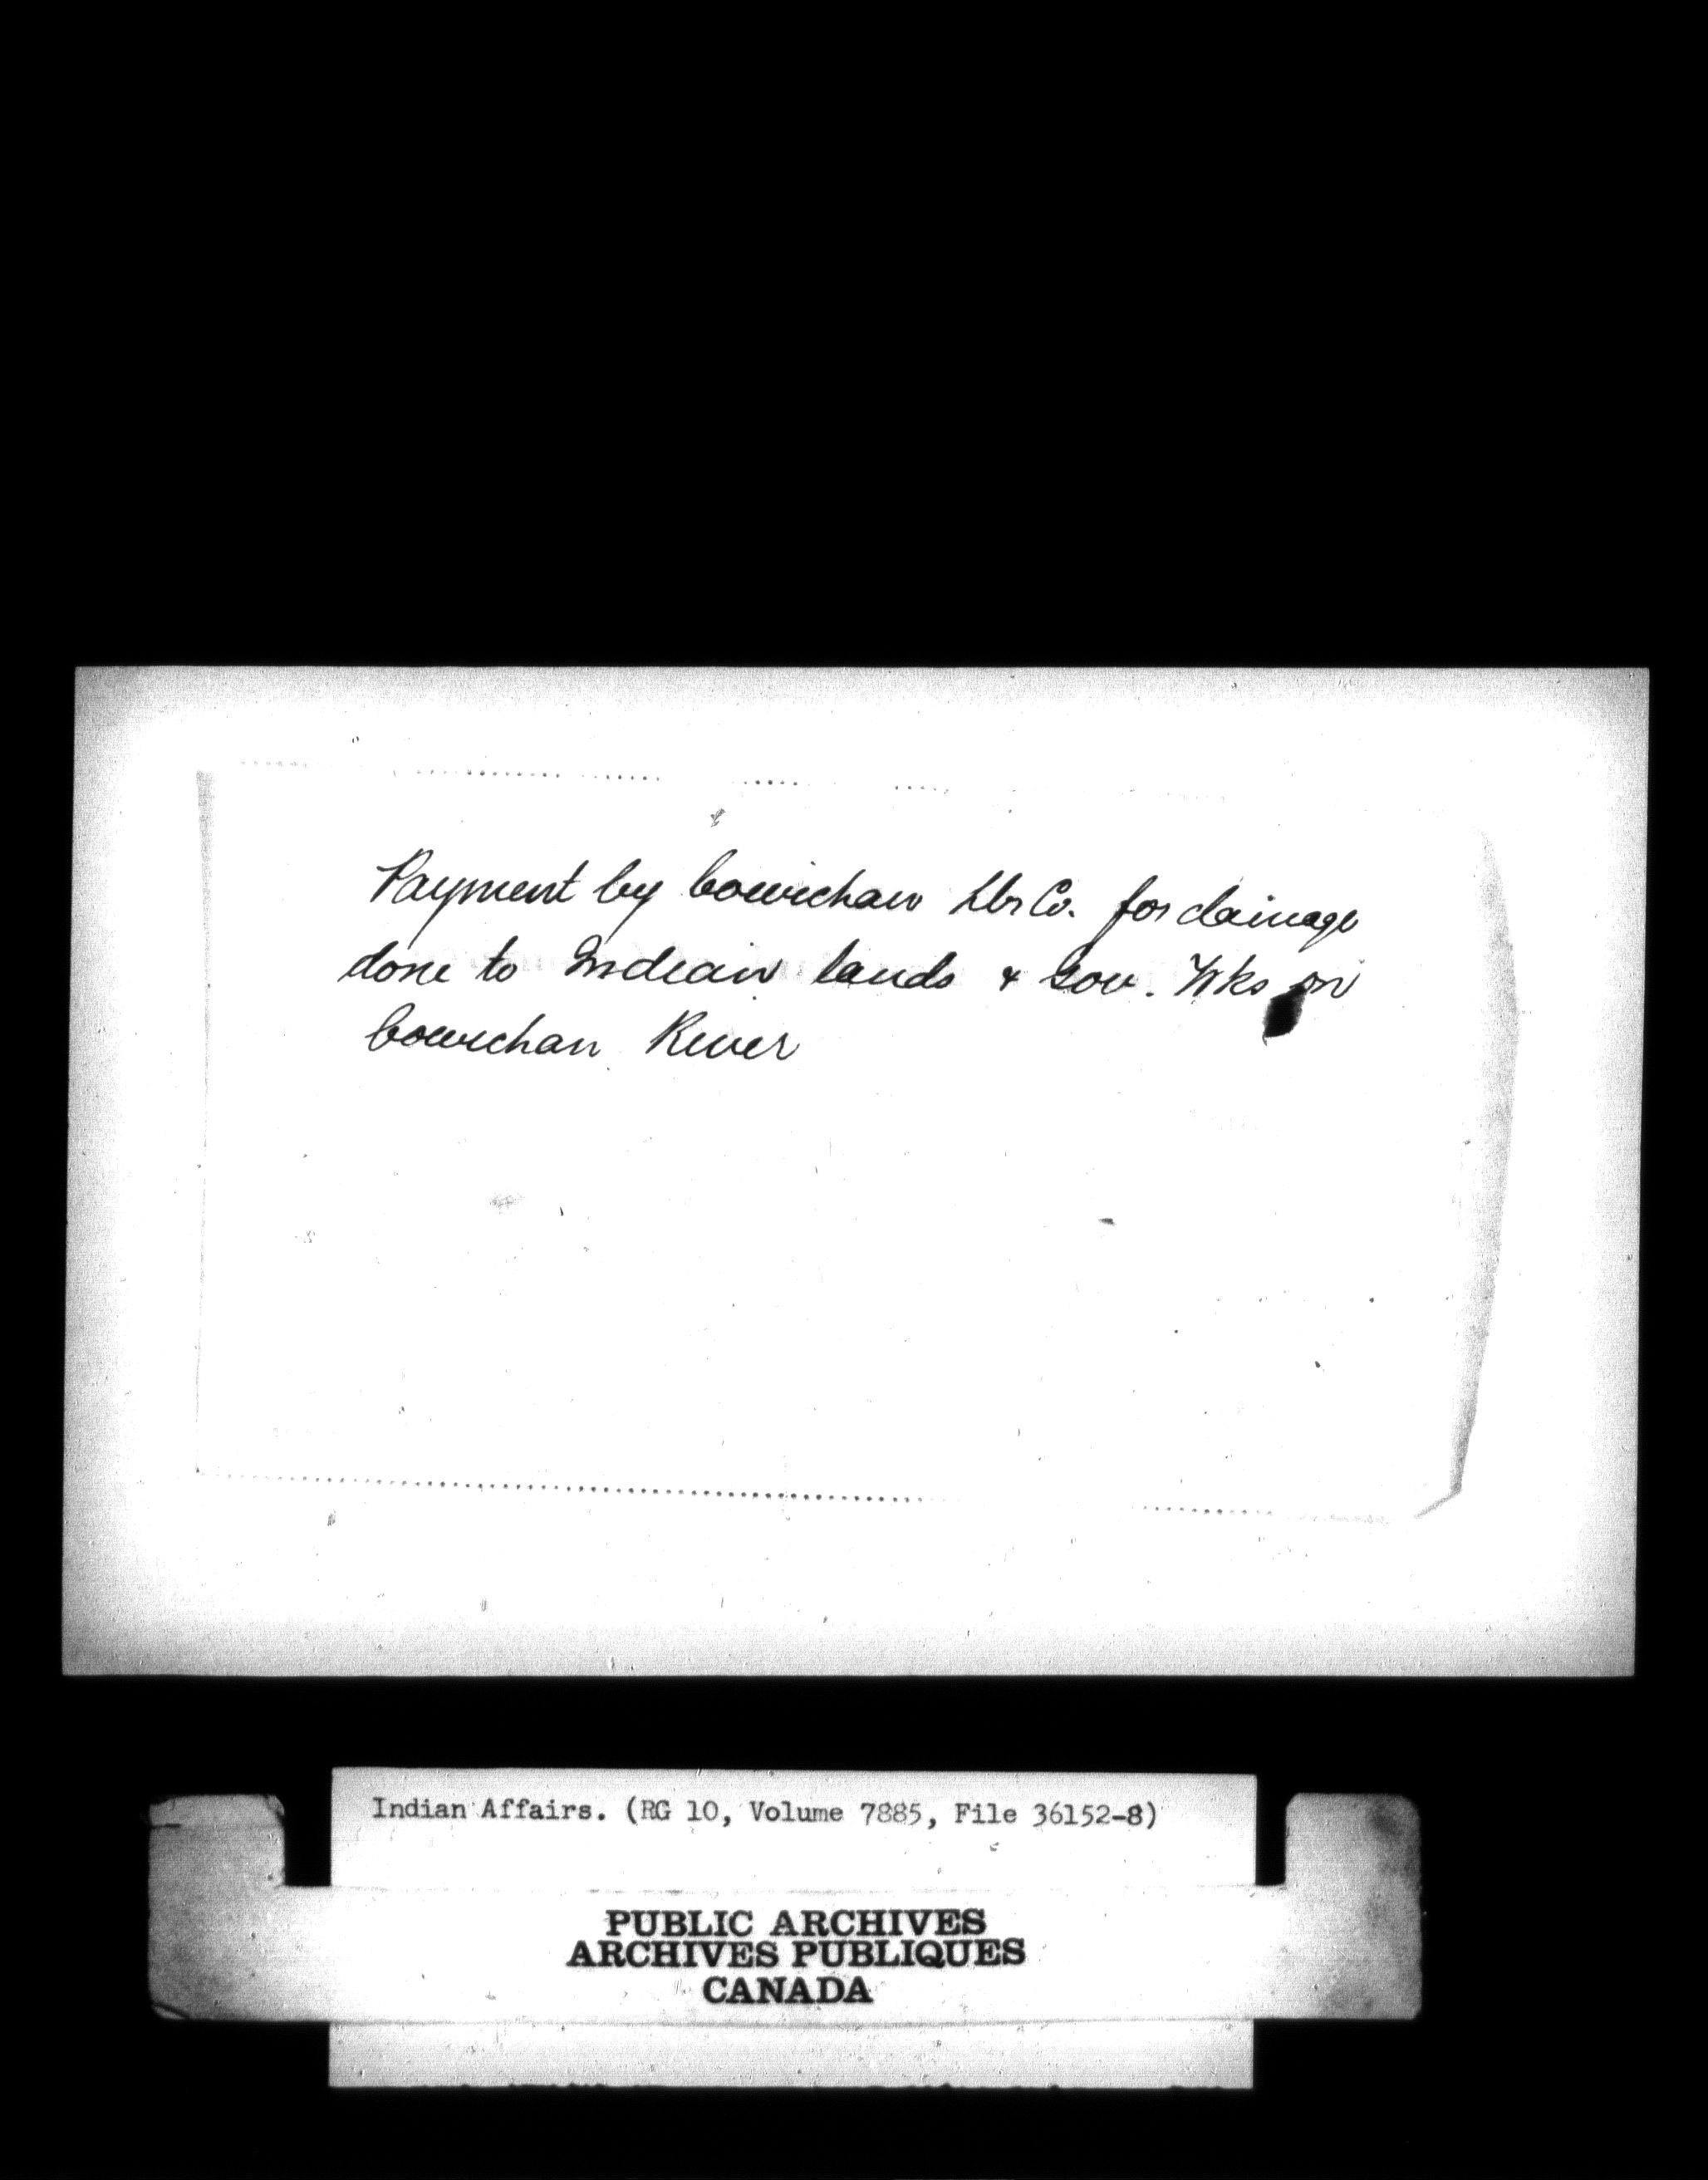 Payment by Cowichan Lbr Co. for damage
done to Indian lands & Gov. Wks on
Cowichan River
Indian Affairs. (RG 10, Volume 7885, File 36152-8)
PUBLIC ARCHIVES
ARCHIVES PUBLIQUES
CANADA